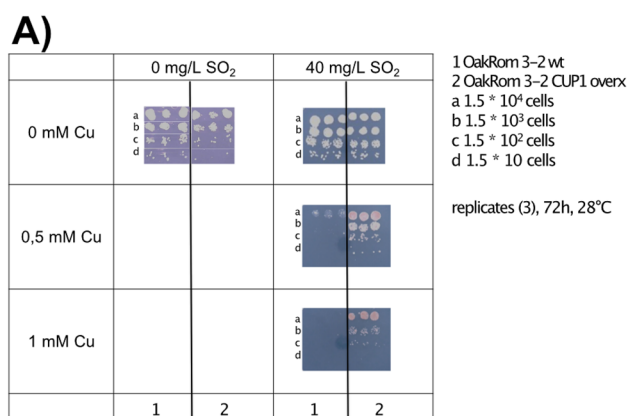 A)
0 mg/L SO₂ 40 mg/L SO₂
1 OakRom 3–2 wt
2 OakRom 3–2 CUP1 overx
a 1.5 * 10⁴ cells
b 1.5 * 10³ cells
c 1.5 * 10² cells
d 1.5 * 10 cells
replicates (3), 72h, 28°C
0 mM Cu
a
b
c
d
a
b
c
d
0,5 mM Cu
a
b
c
d
1 mM Cu
a
b
c
d
1 2 1 2